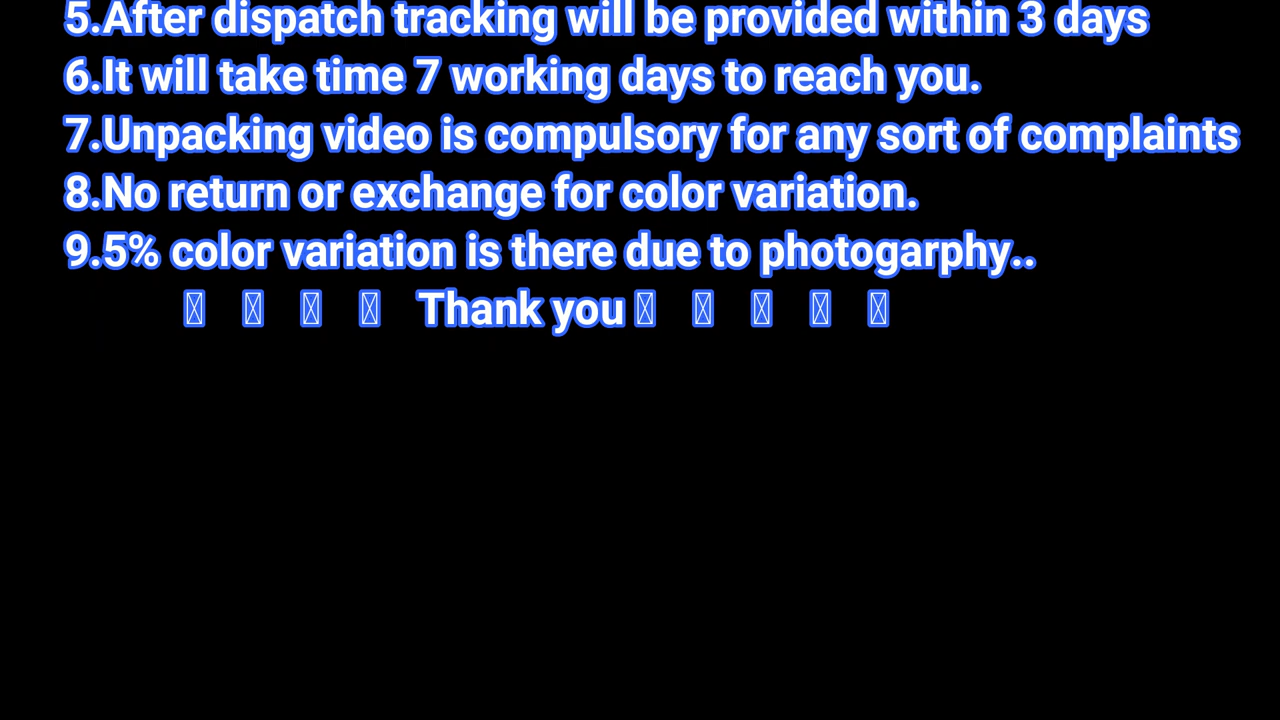 5.After dispatch tracking will be provided within 3 days
6.It will take time 7 working days to reach you.
7.Unpacking video is compulsory for any sort of complaints
8.No return or exchange for color variation.
9.5% color variation is there due to photogarphy..
Thank you